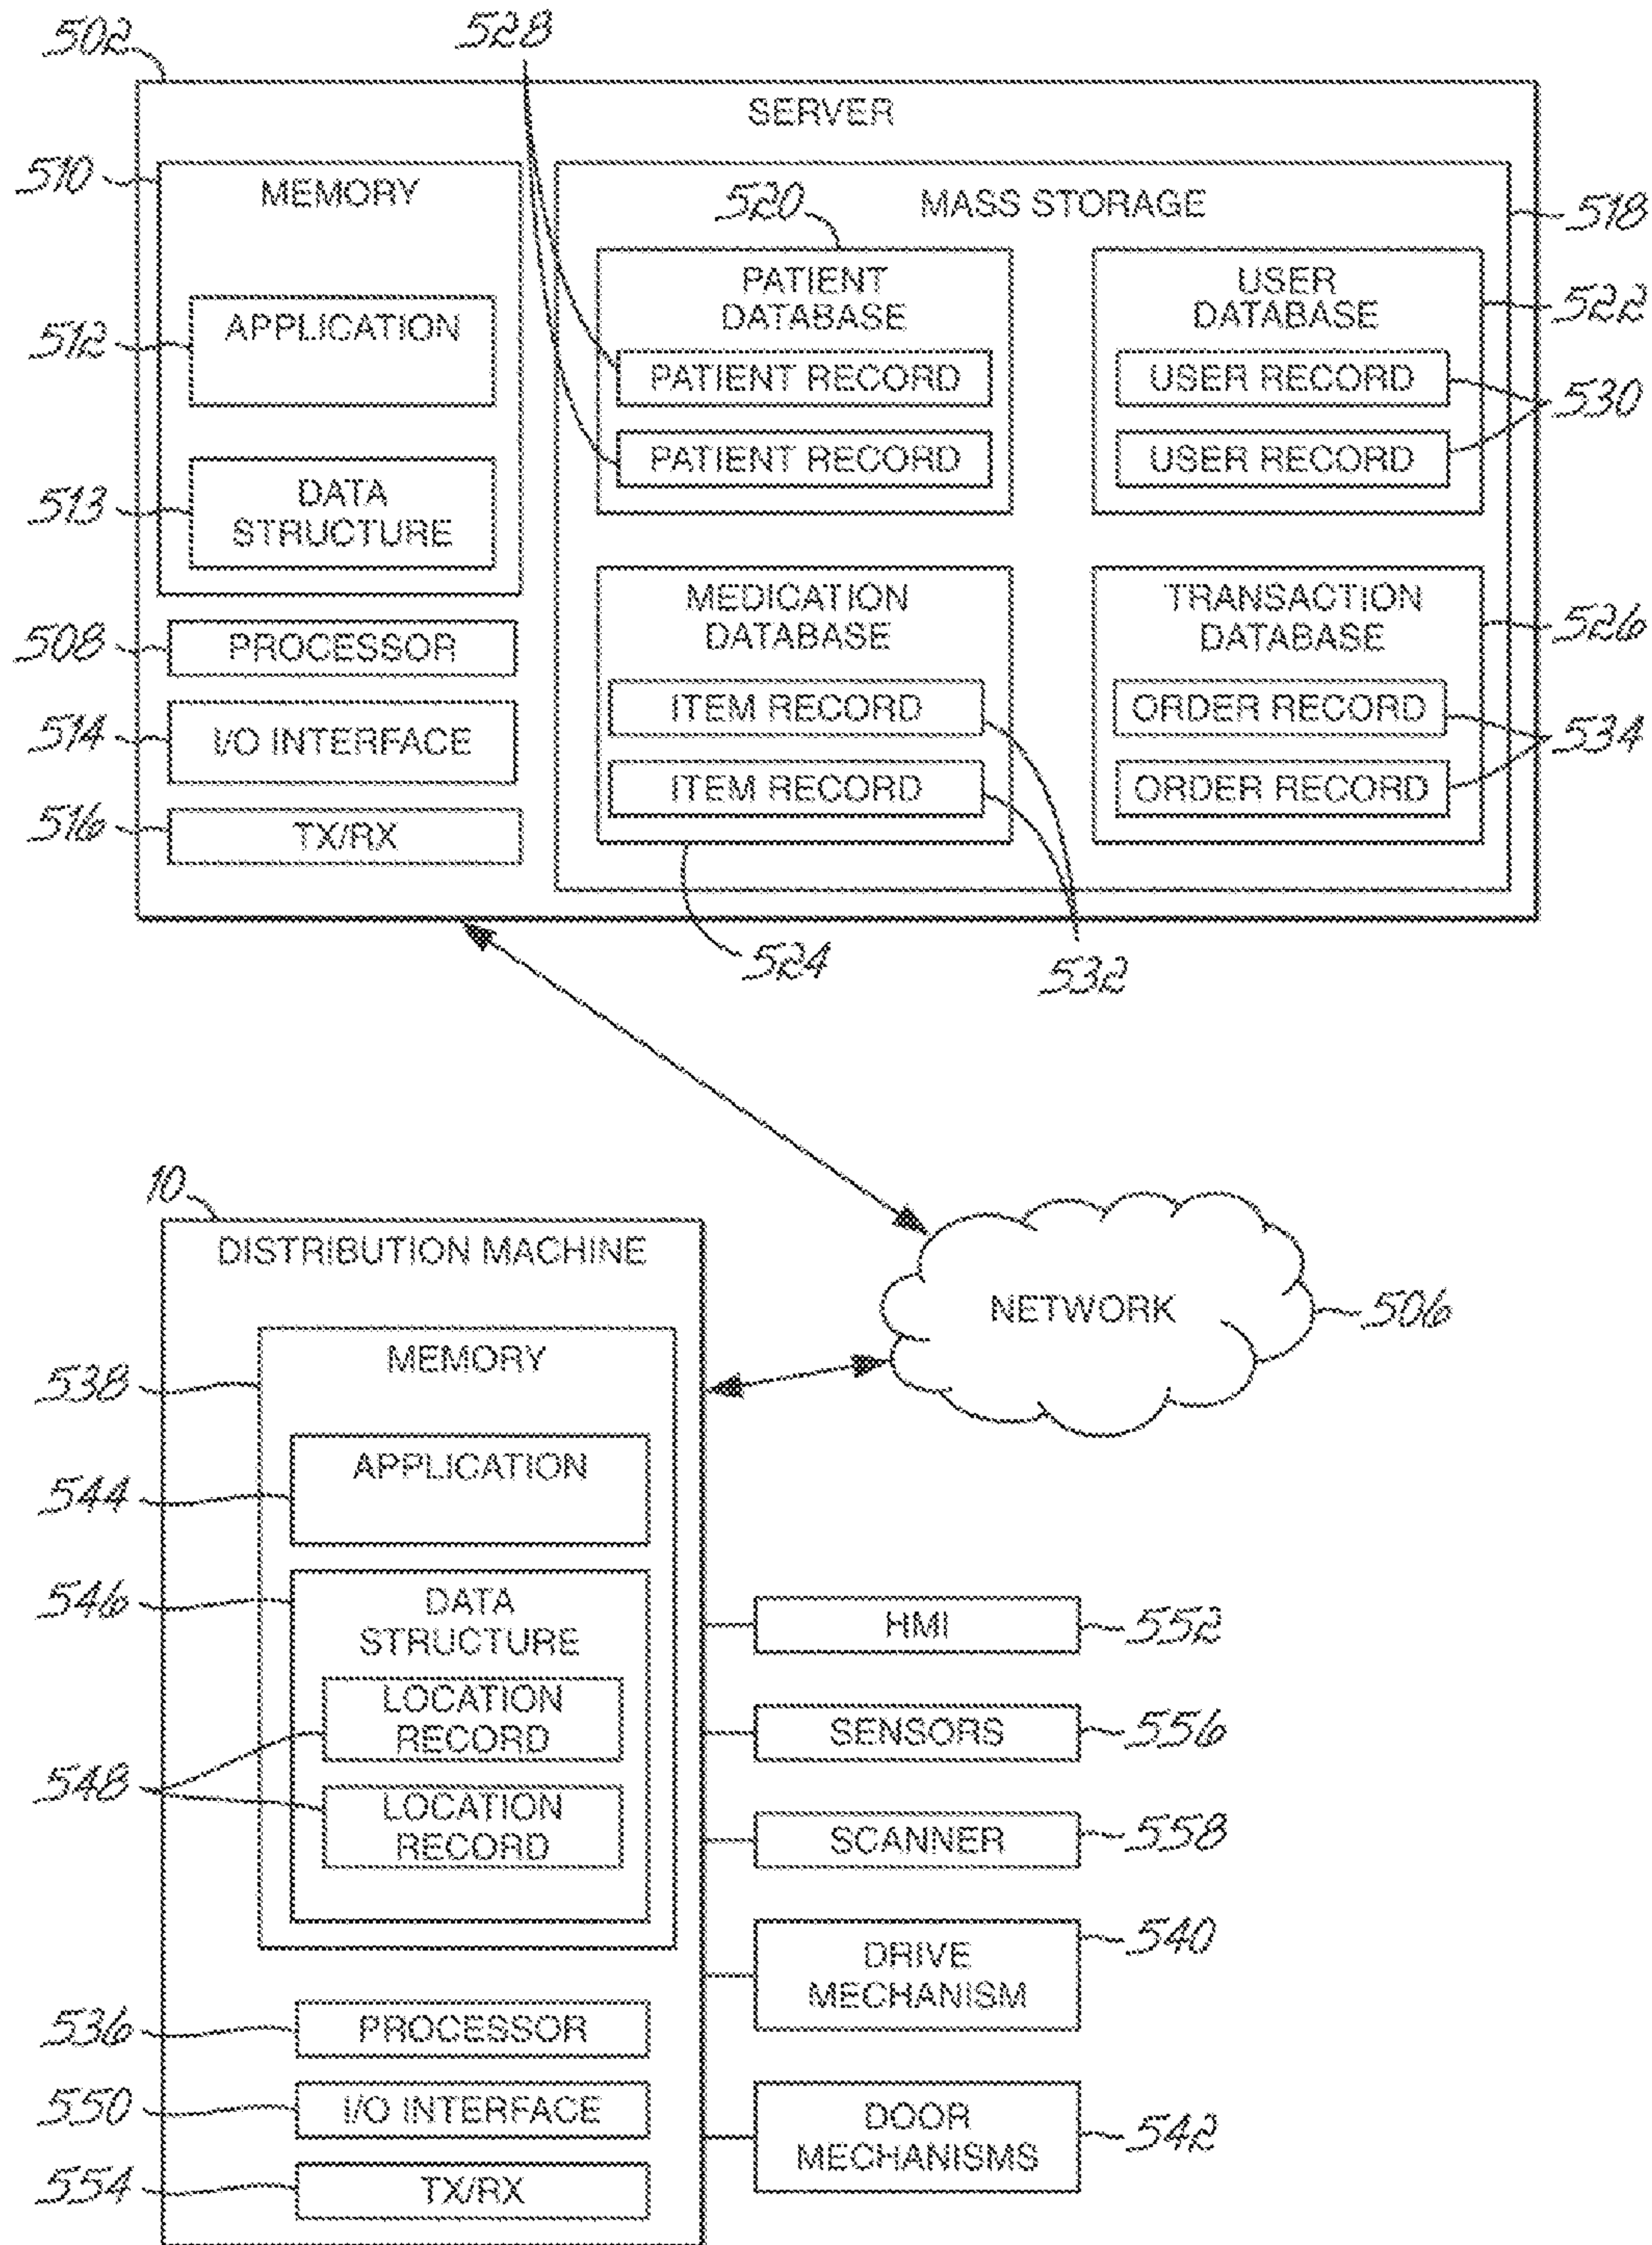 502
528
SERVER
510
MEMORY
520
MASS STORAGE
518
PATIENT
DATABASE
USER
DATABASE
522
512
APPLICATION
PATIENT RECORD
USER RECORD
530
PATIENT RECORD
USER RECORD
513
DATA
STRUCTURE
MEDICATION
DATABASE
TRANSACTION
DATABASE
526
508
PROCESSOR
ITEM RECORD
ORDER RECORD
514
I/O INTERFACE
534
ITEM RECORD
ORDER RECORD
516
TX/RX
524
532
10
DISTRIBUTION MACHINE
NETWORK
506
538
MEMORY
544
APPLICATION
546
DATA
STRUCTURE
HMI
552
LOCATION
RECORD
SENSORS
556
548
LOCATION
RECORD
SCANNER
558
DRIVE
MECHANISM
540
536
PROCESSOR
550
I/O INTERFACE
DOOR
MECHANISMS
542
554
TX/RX